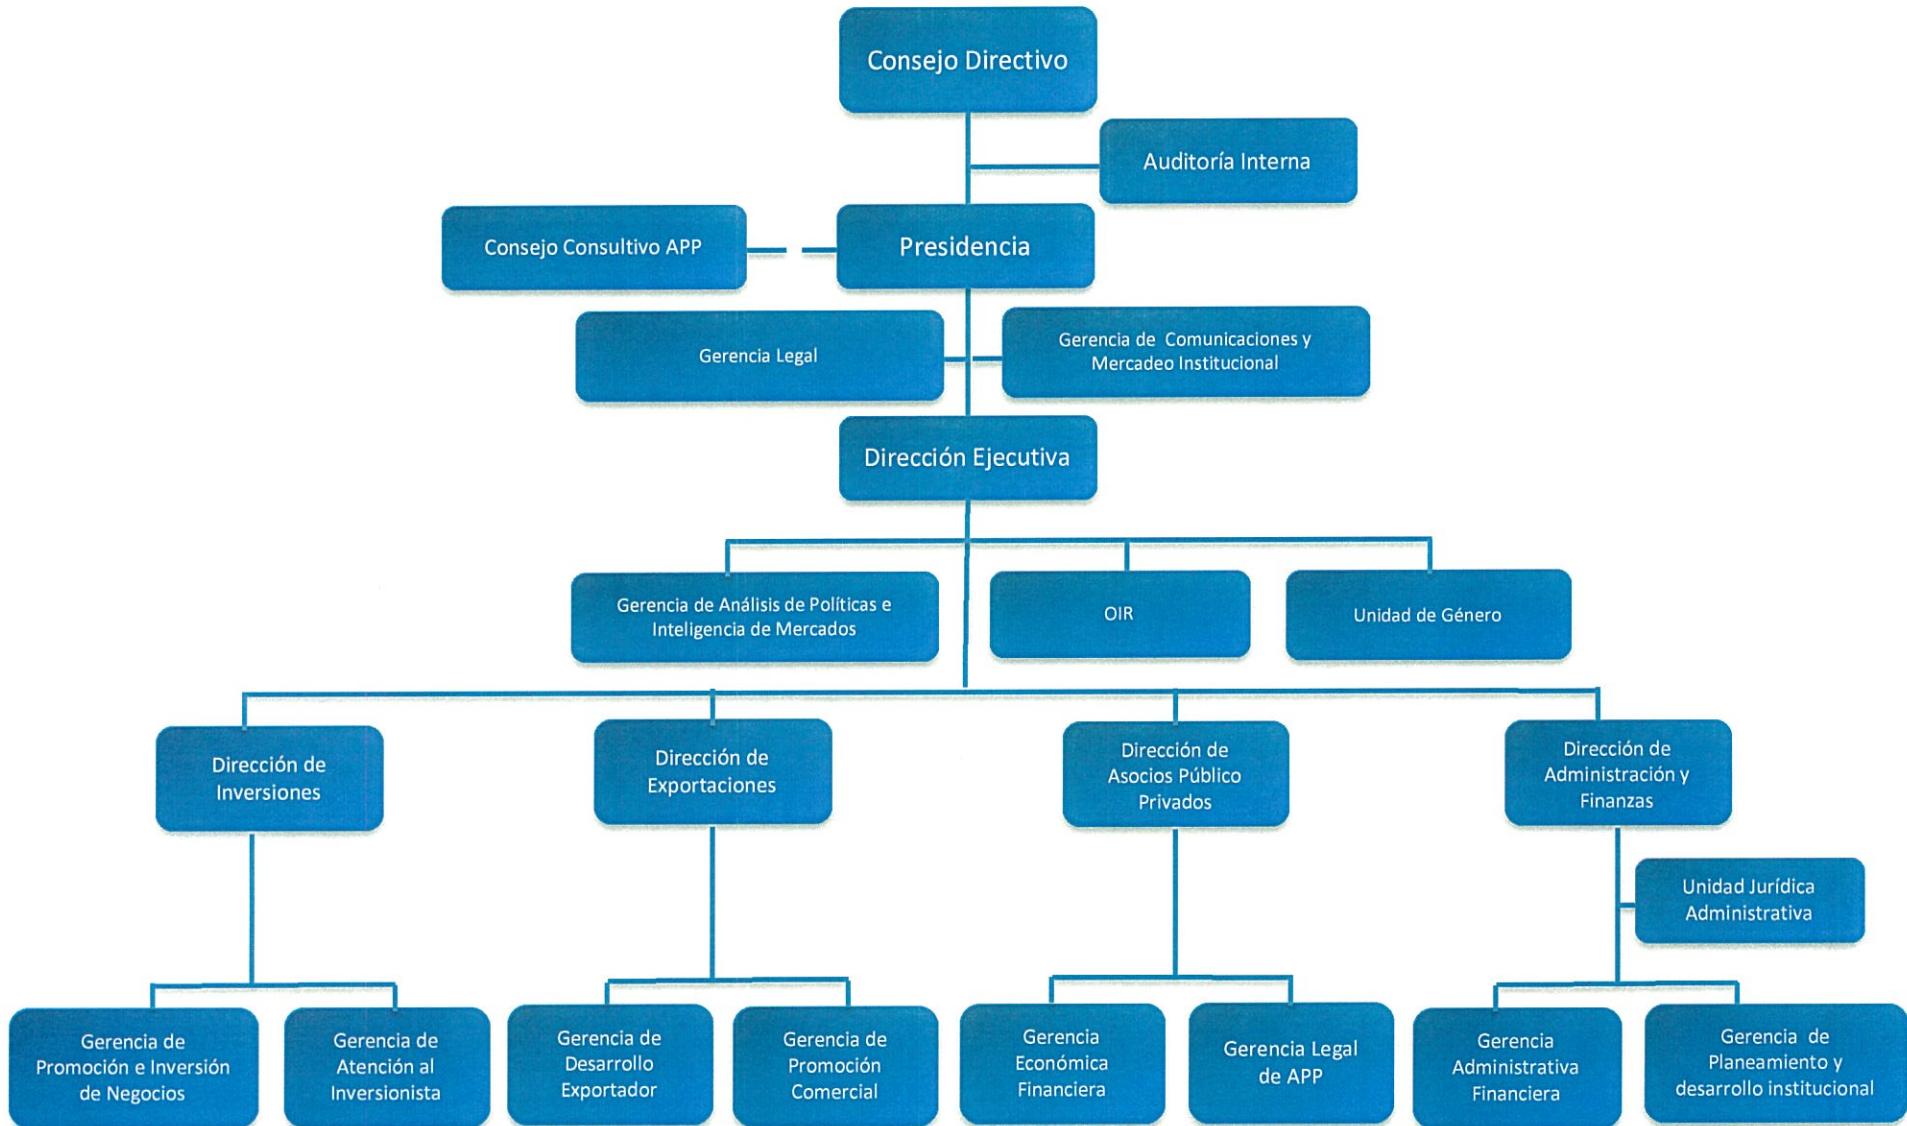 Consejo Directivo
Auditoría Interna
Consejo Consultivo APP
Presidencia
Gerencia Legal
Gerencia de Comunicaciones y
Mercadeo Institucional
Dirección Ejecutiva
Gerencia de Análisis de Políticas e
Inteligencia de Mercados
OIR
Unidad de Género
Dirección de
Inversiones
Dirección de
Exportaciones
Dirección de
Asocios Público
Privados
Dirección de
Administración y
Finanzas
Unidad Jurídica
Administrativa
Gerencia de
Promoción e Inversión
de Negocios
Gerencia de
Atención al
Inversionista
Gerencia de
Desarrollo
Exportador
Gerencia de
Promoción
Comercial
Gerencia
Económica
Financiera
Gerencia Legal
de APP
Gerencia
Administrativa
Financiera
Gerencia de
Planeamiento y
desarrollo institucional